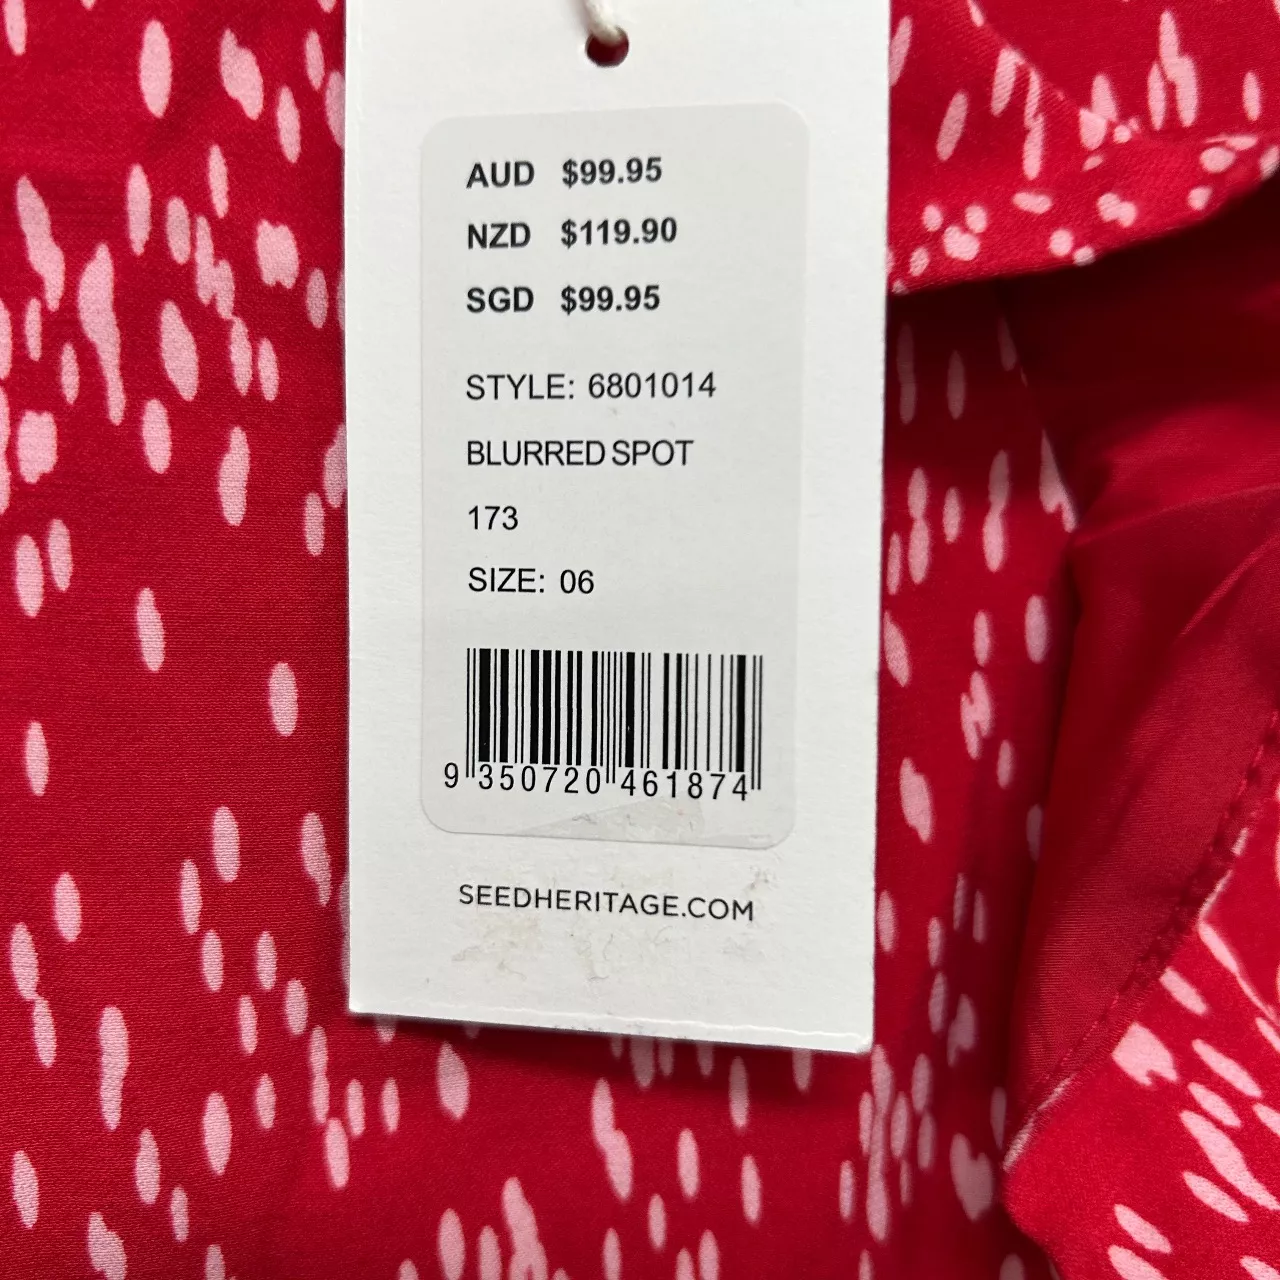 AUD $99.95
NZD $119.90
SGD $99.95
STYLE: 6801014
BLURRED SPOT
173
SIZE: 06
9 350720 461874
SEEDHERITAGE.COM